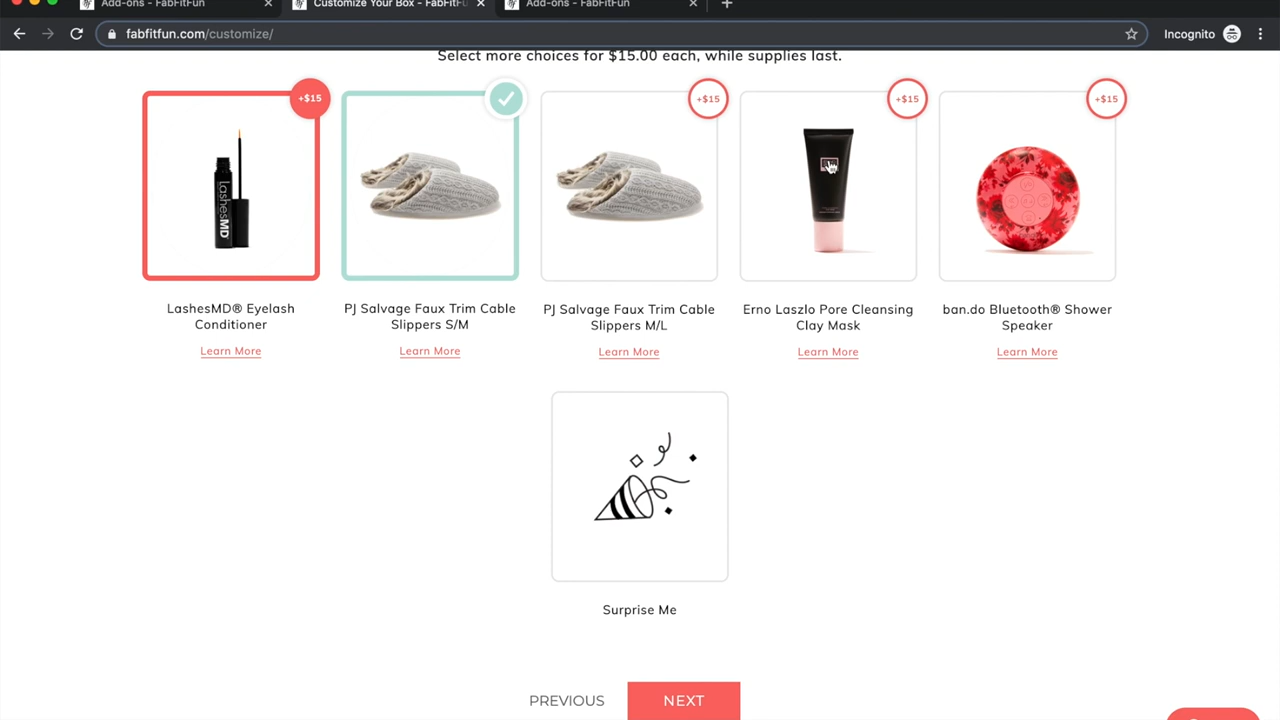 Add-ons - FabFitFun
Customize Your Box - FabFitFu
Add-ons - FabFitFun
fabfitfun.com/customize/
Incognito
Select more choices for $15.00 each, while supplies last.
+$15
+$15
+$15
+$15
LashesMD
LashesMD® Eyelash
Conditioner
Learn More
PJ Salvage Faux Trim Cable
Slippers S/M
Learn More
PJ Salvage Faux Trim Cable
Slippers M/L
Learn More
Erno Laszlo Pore Cleansing
Clay Mask
Learn More
ban.do Bluetooth® Shower
Speaker
Learn More
Surprise Me
PREVIOUS
NEXT